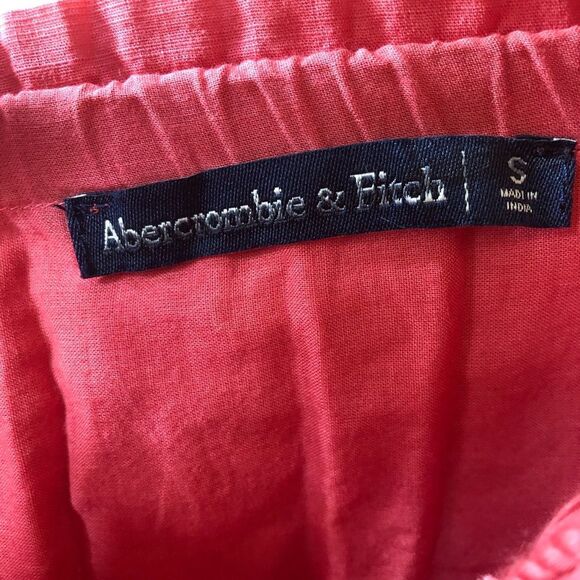 Abercrombie & Fitch
S
MADE IN
INDIA